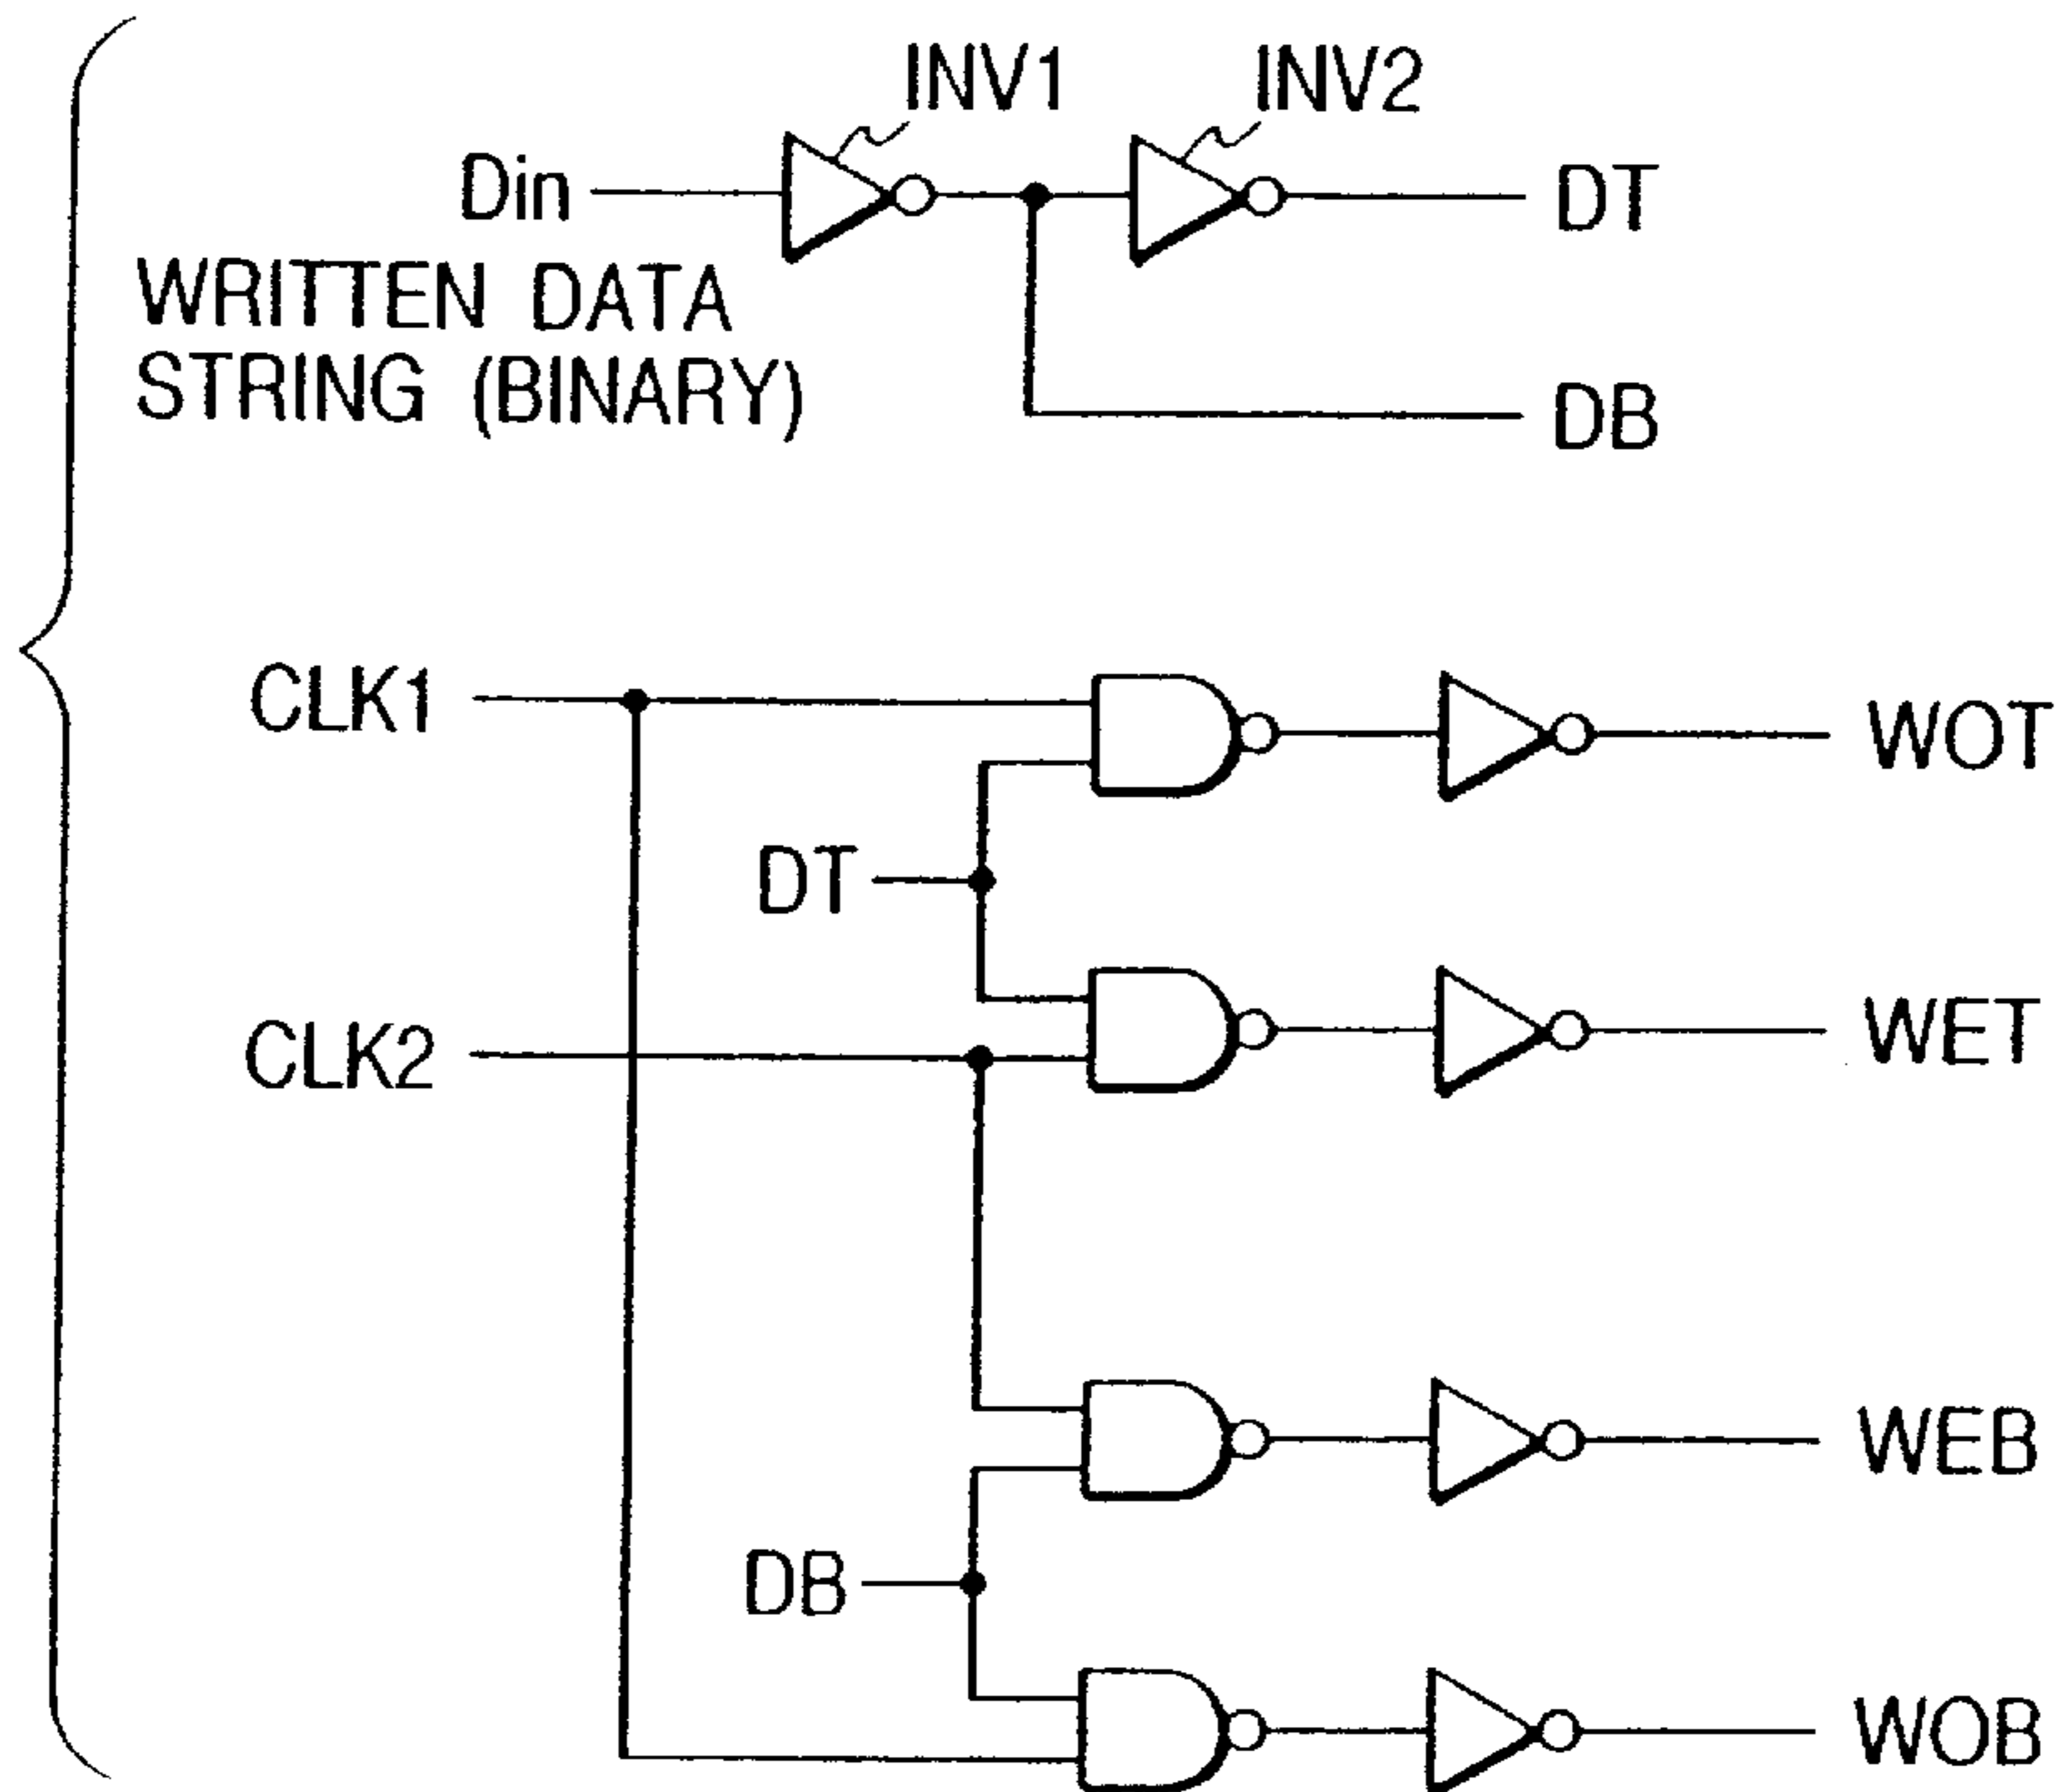 INV1
INV2
Din
DT
WRITTEN DATA
STRING (BINARY)
DB
CLK1
WOT
DT
CLK2
WET
WEB
DB
WOB